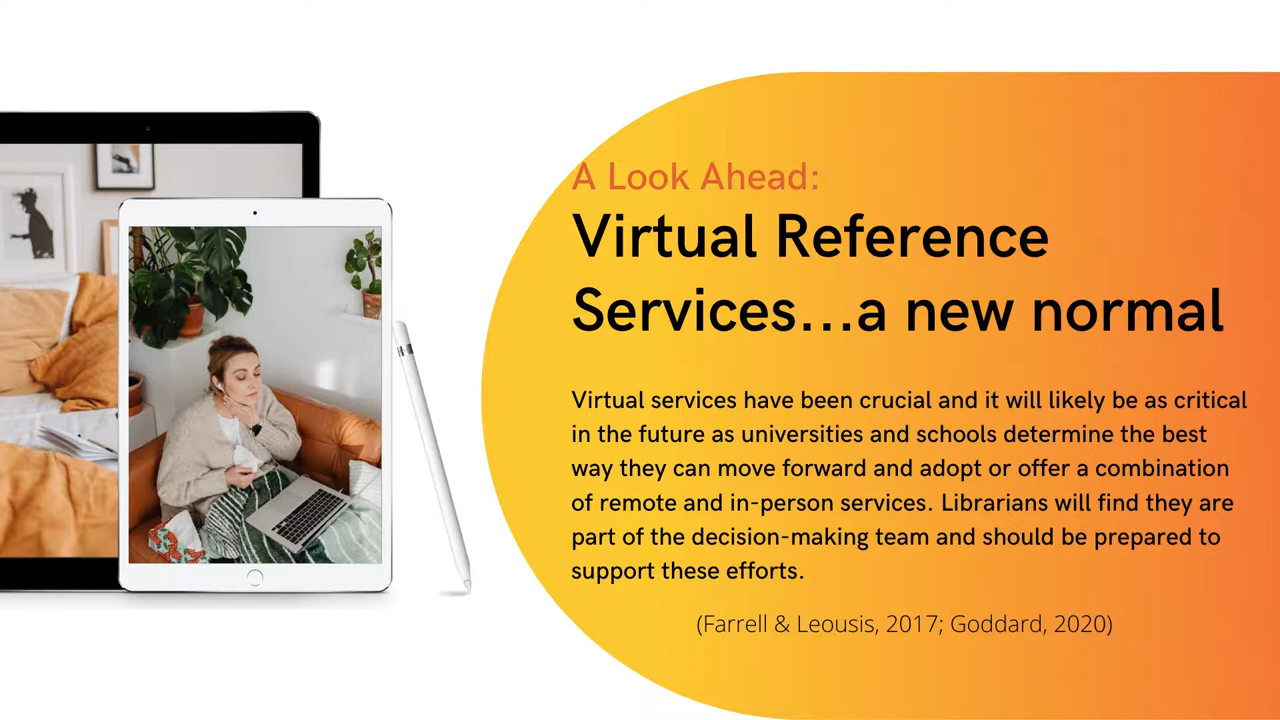 A Look Ahead:
Virtual Reference
Services...a new normal
Virtual services have been crucial and it will likely be as critical
in the future as universities and schools determine the best
way they can move forward and adopt or offer a combination
of remote and in-person services. Librarians will find they are
part of the decision-making team and should be prepared to
support these efforts.
(Farrell & Leousis, 2017; Goddard, 2020)